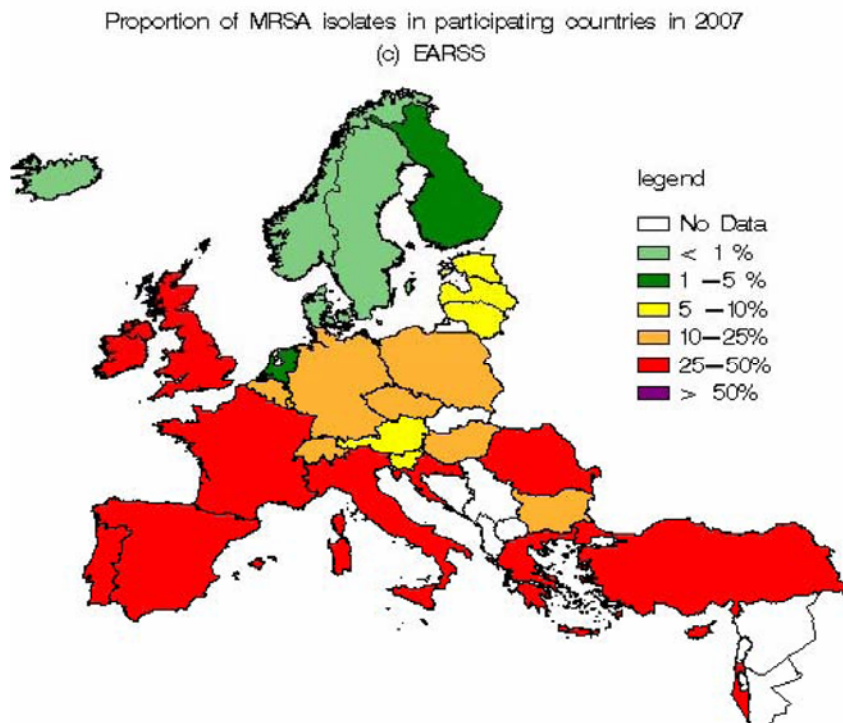 Proportion of MRSA isolates in participating countries in 2007
(c) EARSS
legend
No Data
< 1 %
1 –5 %
5 –10%
10–25%
25–50%
> 50%